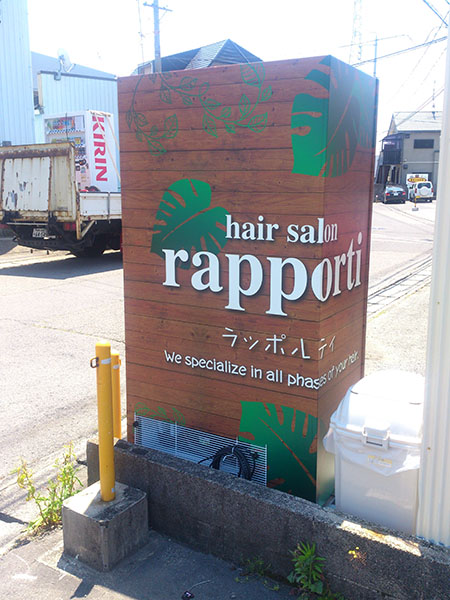 KIRIN
hair salon
rapporti
ラッポルティ
We specialize in all phases of your hair.